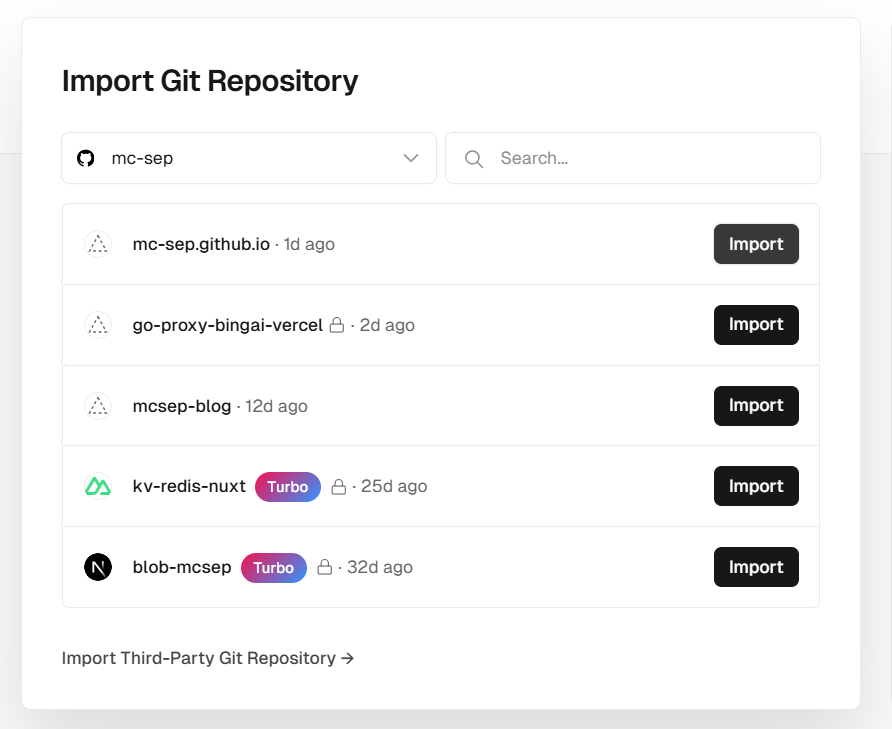 Import Git Repository
mc-sep
Search...
mc-sep.github.io · 1d ago
Import
go-proxy-bingai-vercel · 2d ago
Import
mcsep-blog · 12d ago
Import
kv-redis-nuxt Turbo · 25d ago
Import
N blob-mcsep Turbo · 32d ago
Import
Import Third-Party Git Repository →